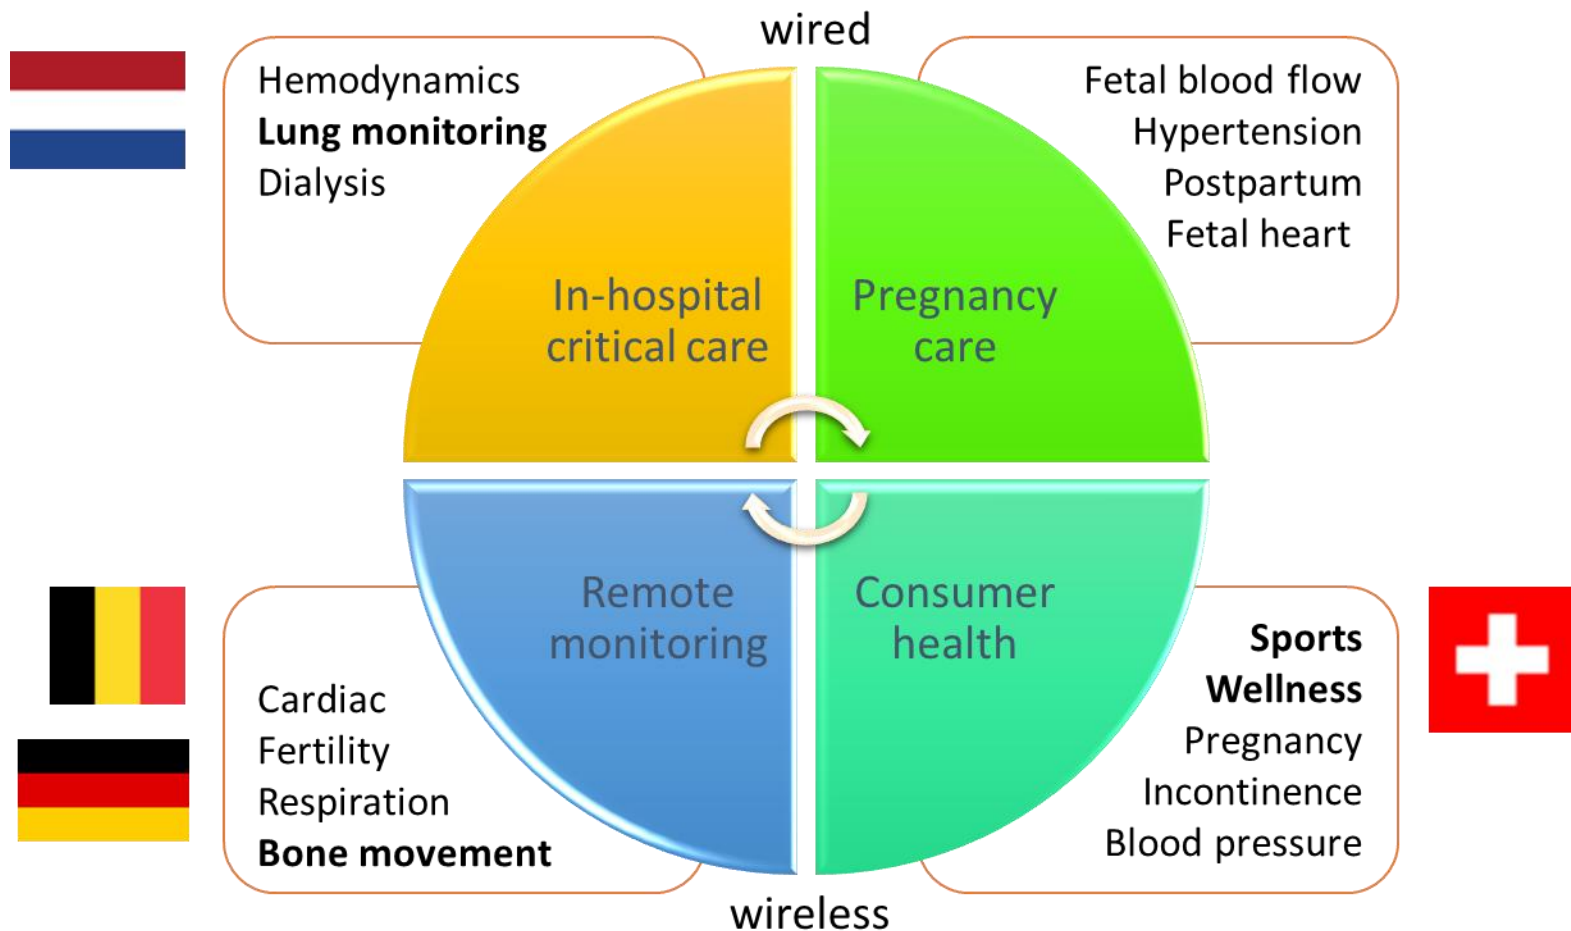 wired
Hemodynamics
Lung monitoring
Dialysis
Fetal blood flow
Hypertension
Postpartum
Fetal heart
In-hospital
critical care
Pregnancy
care
Remote
monitoring
Consumer
health
Cardiac
Fertility
Respiration
Bone movement
Sports
Wellness
Pregnancy
Incontinence
Blood pressure
wireless